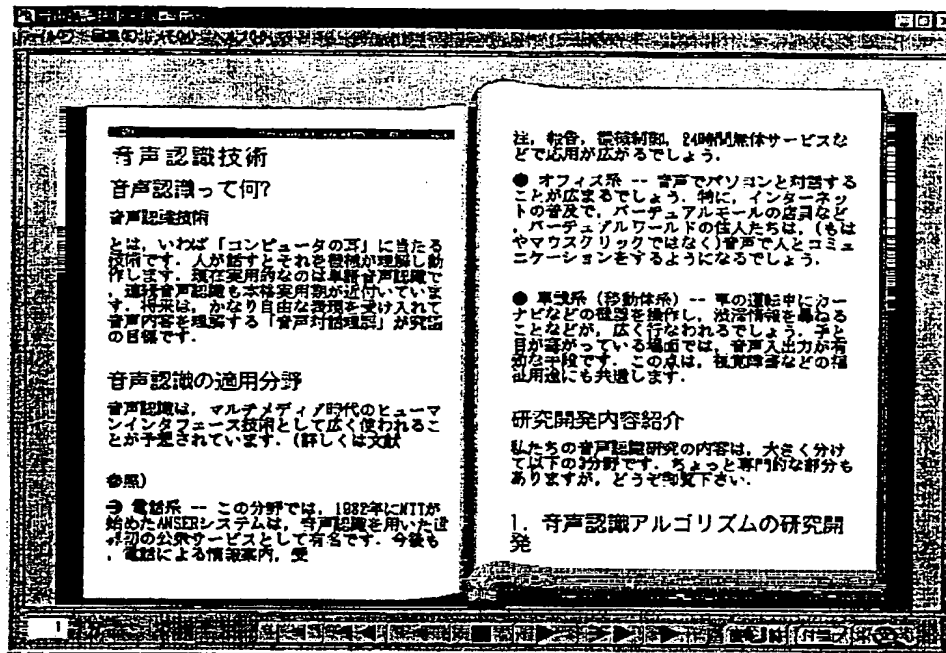 音声認識技術
音声認識って何?
音声認識技術
とは，いわば「コンピュータの耳」に当たる
技術です．人が話すとそれを機械が理解し動
作します．現在実用的なのは単語音声認識で
，連続音声認識も本格実用期が近付いていま
す．将来は，かなり自由な表現を受け入れて
音声内容を理解する「音声対話理解」が究極
の目標です．
音声認識の適用分野
音声認識は，マルチメディア時代のヒューマ
ンインタフェース技術として広く使われるこ
とが予想されています．(詳しくは文献
参照)
● 電話系 -- この分野では，1982年にNTTが
始めたANSERシステムは，音声認識を用いた世
界初の公衆サービスとして有名です．今後も
，電話による情報案内，受
注，報告，機械制御，24時間無休サービスな
どで応用が広がるでしょう．
● オフィス系 -- 音声でパソコンと対話する
ことが広まるでしょう．特に，インターネッ
トの普及で，バーチュアルモールの店員など
，バーチュアルワールドの住人たちは，(もは
やマウスクリックではなく)音声で人とコミュ
ニケーションをするようになるでしょう．
● 車載系 (移動体系) -- 車の運転中にカー
ナビなどの機器を操作し，渋滞情報を尋ねる
ことなどが，広く行なわれるでしょう．手と
目が塞がっている場面では，音声入出力が有
効な手段です．この点は，視覚障害などの福
祉用途にも共通します．
研究開発内容紹介
私たちの音声認識研究の内容は，大きく分け
て以下の3分野です．ちょっと専門的な部分も
ありますが，どうぞ御覧下さい．
1. 音声認識アルゴリズムの研究開
発
1